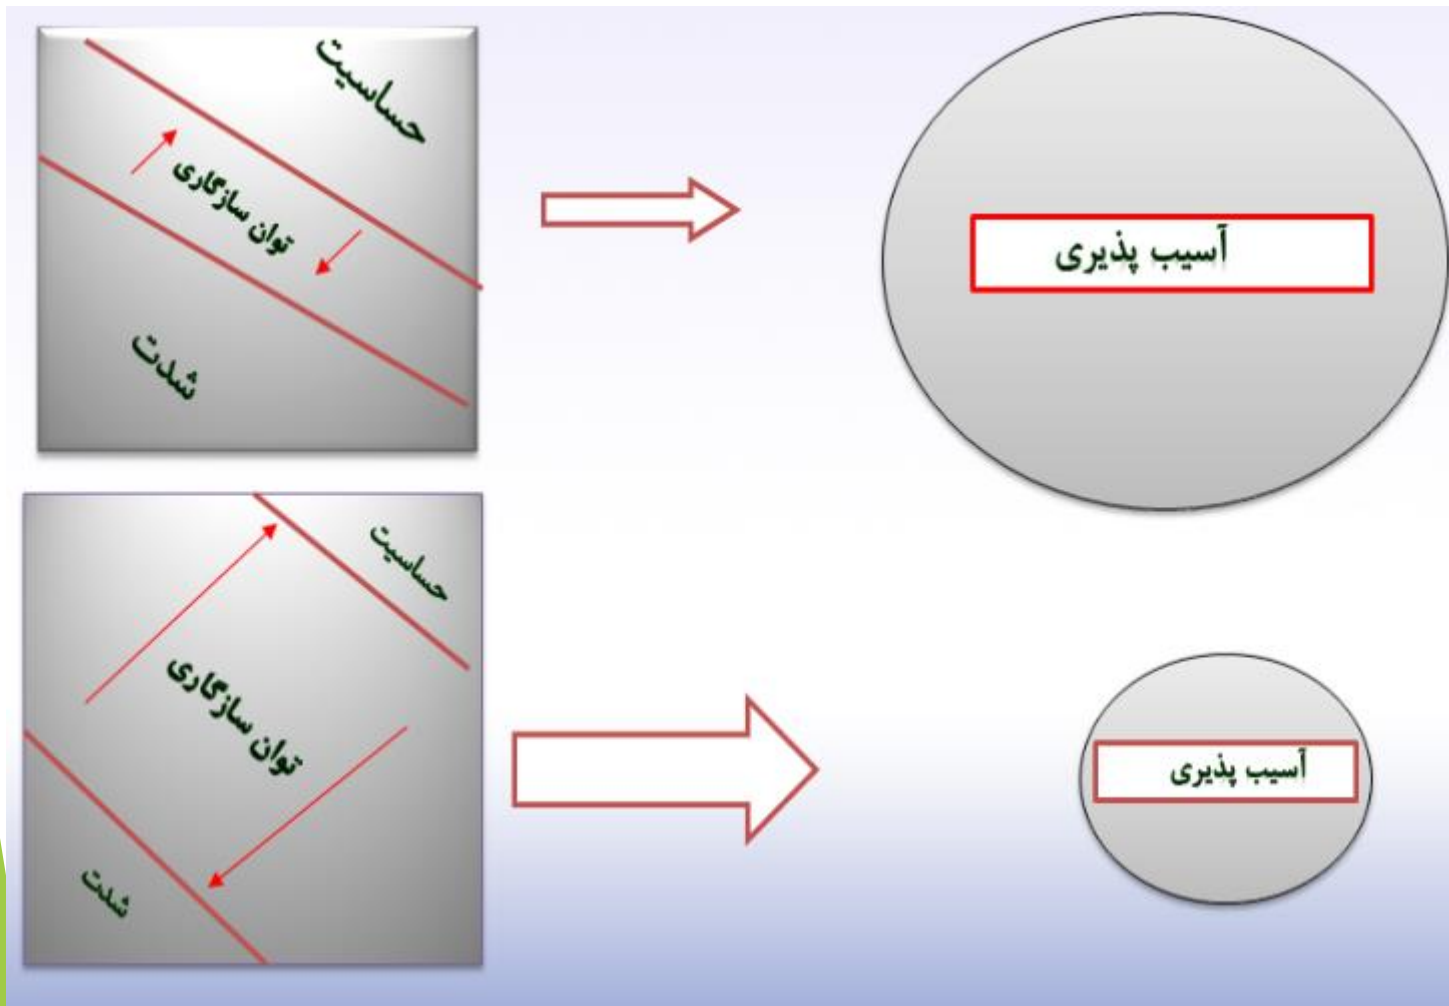 حساسیت
توان سازگاری
شدت
آسیب پذیری
حساسیت
توان سازگاری
شدت
آسیب پذیری